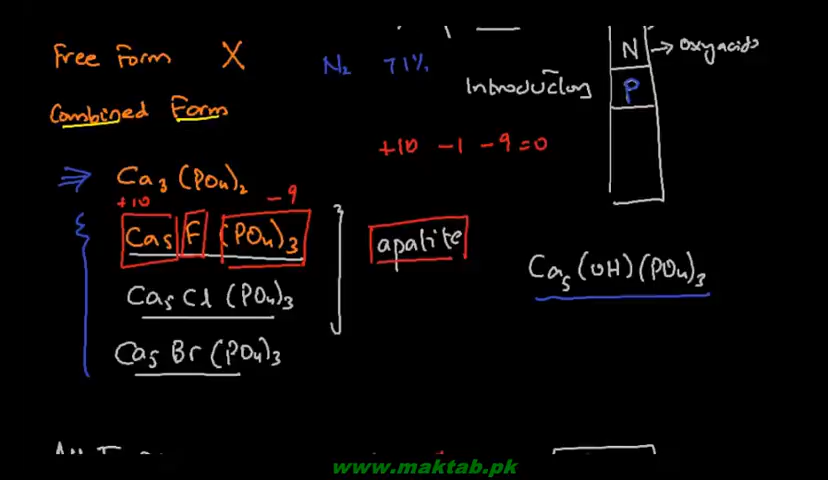 Free Form X
N₂ 71%
N → Oxyacids
Introduction P
Combined Form
+10 -1 -9 = 0
⇒ Ca₃(PO₄)₂
+10 -9
Ca₅ F (PO₄)₃
apatite
Ca₅(OH)(PO₄)₃
Ca₅ Cl (PO₄)₃
Ca₅ Br (PO₄)₃
www.maktab.pk